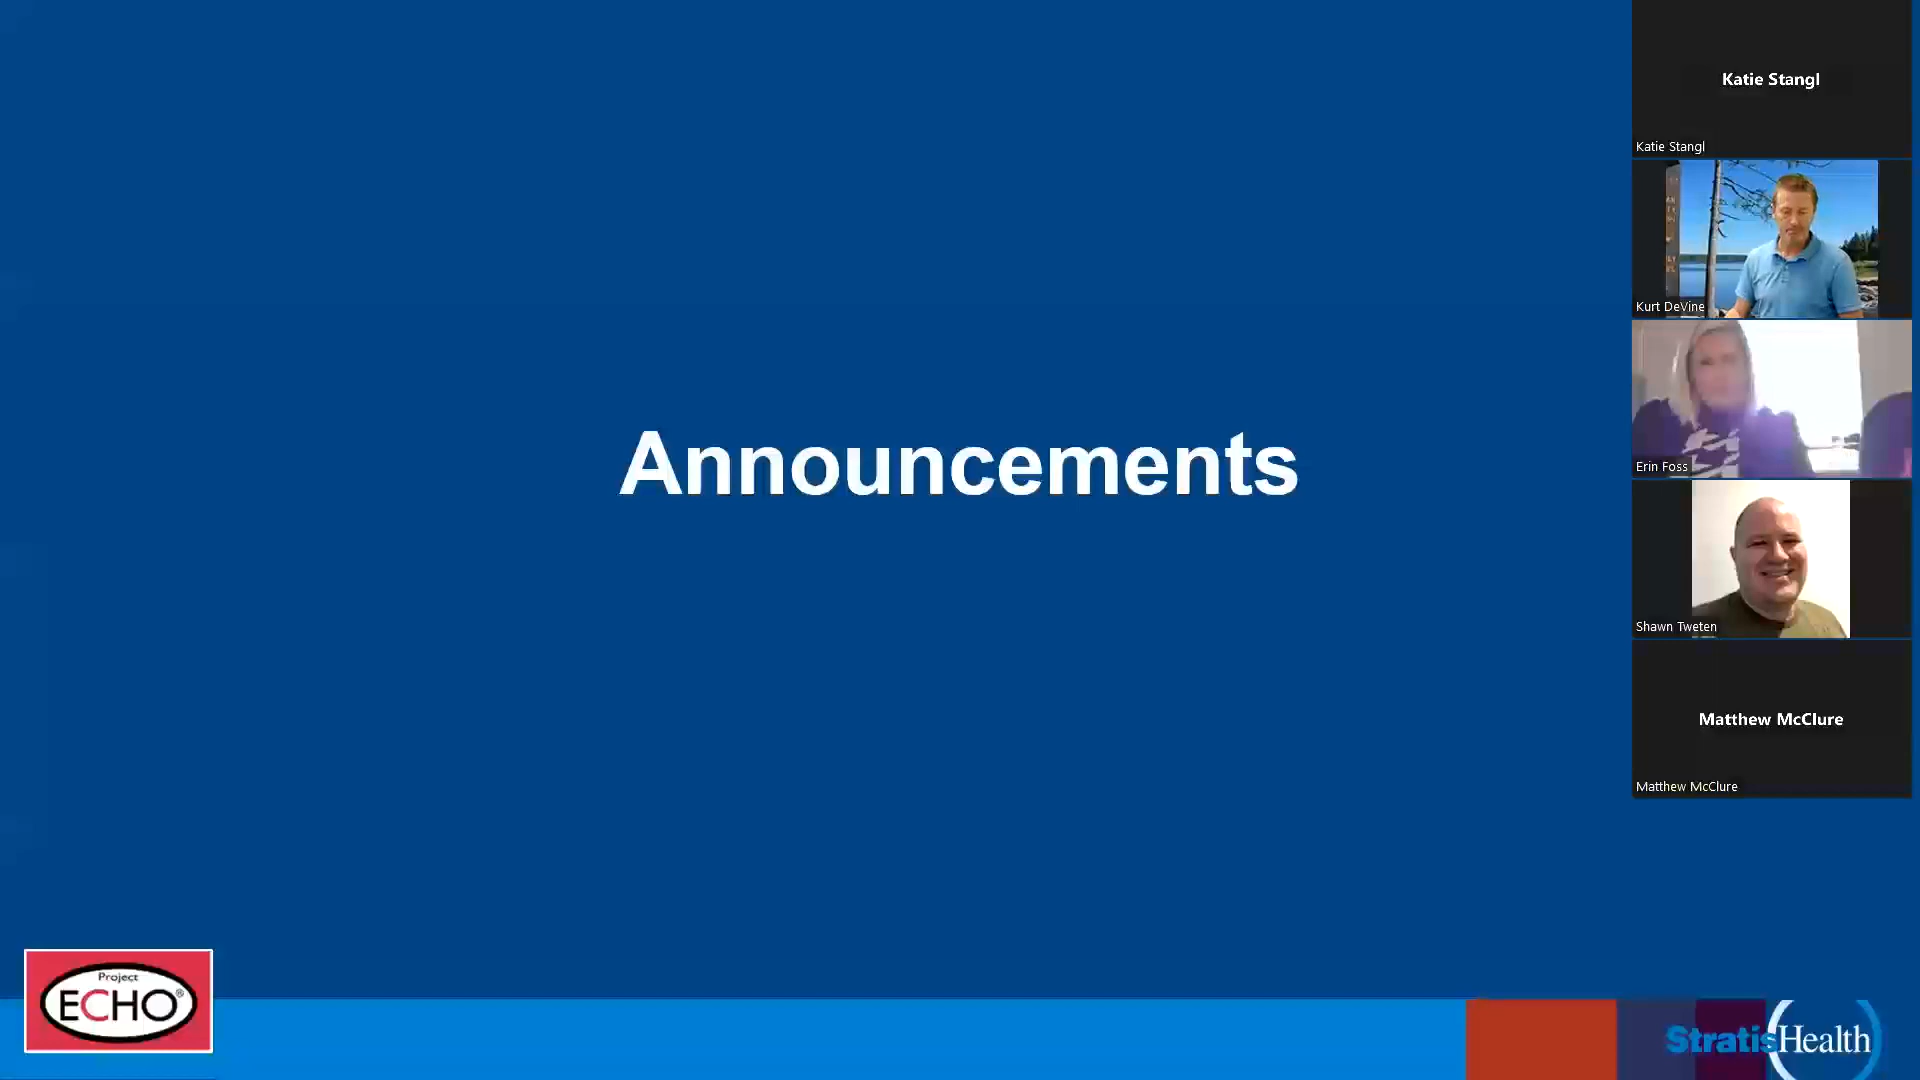 Announcements
Katie Stangl
Katie Stangl
Kurt DeVine
Erin Foss
Shawn Tweten
Matthew McClure
Matthew McClure
Project
ECHO®
StratisHealth